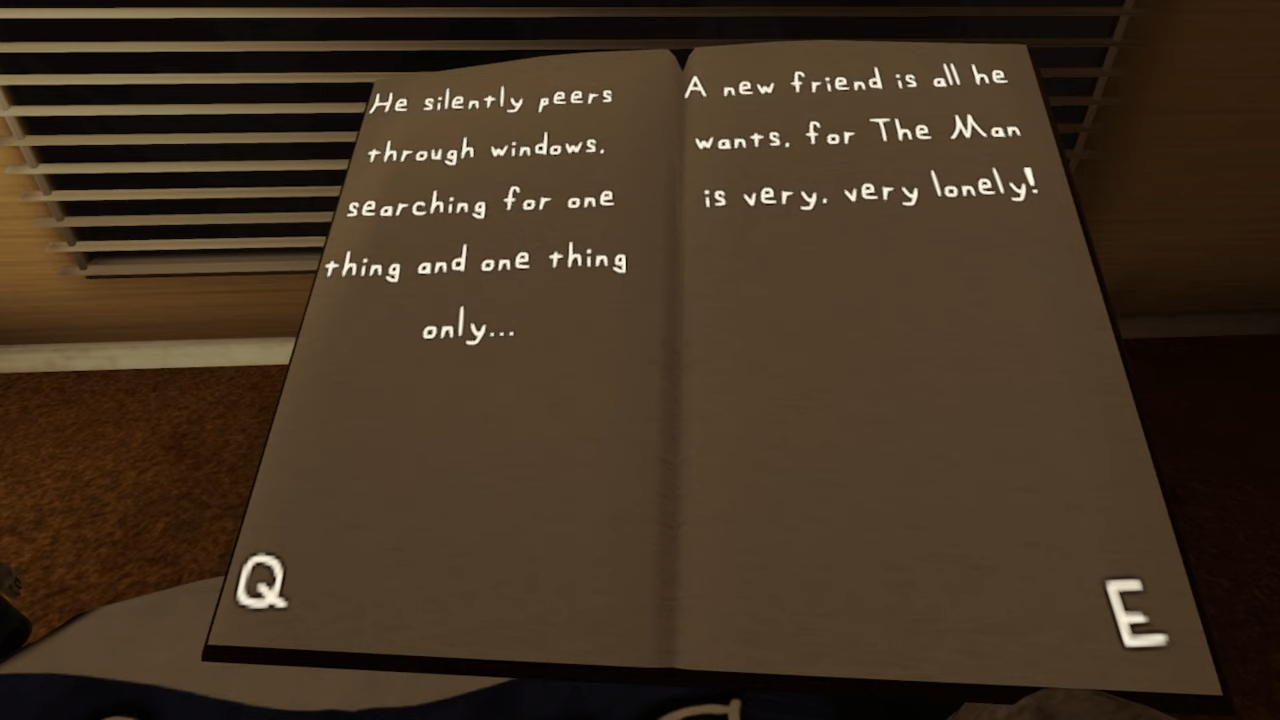 He silently peers
through windows.
searching for one
thing and one thing
only...
A new friend is all he
wants. for The Man
is very. very lonely!
Q
E